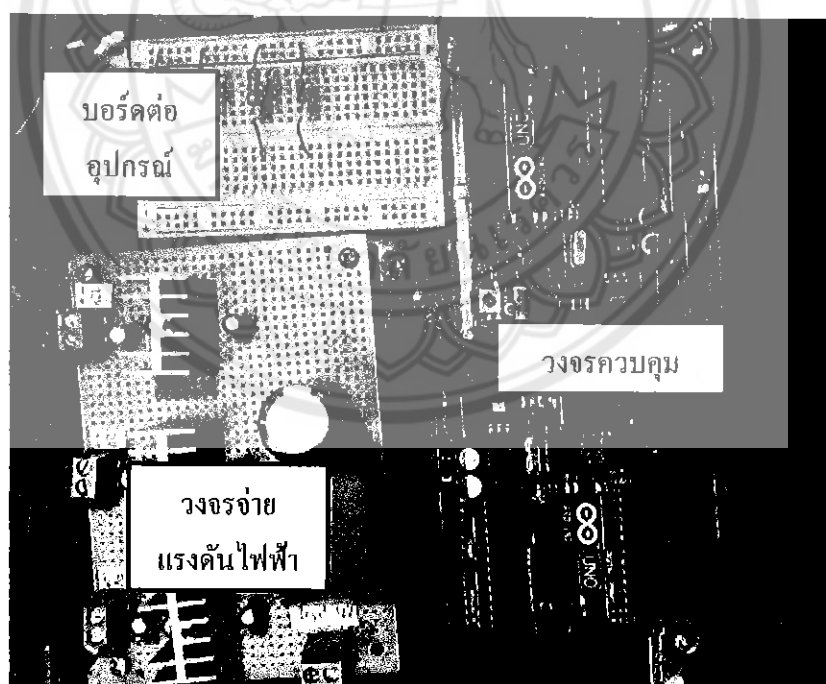 บอร์ดต่อ
อุปกรณ์
UNO
วงจรควบคุม
วงจรจ่าย
แรงดันไฟฟ้า
UNO